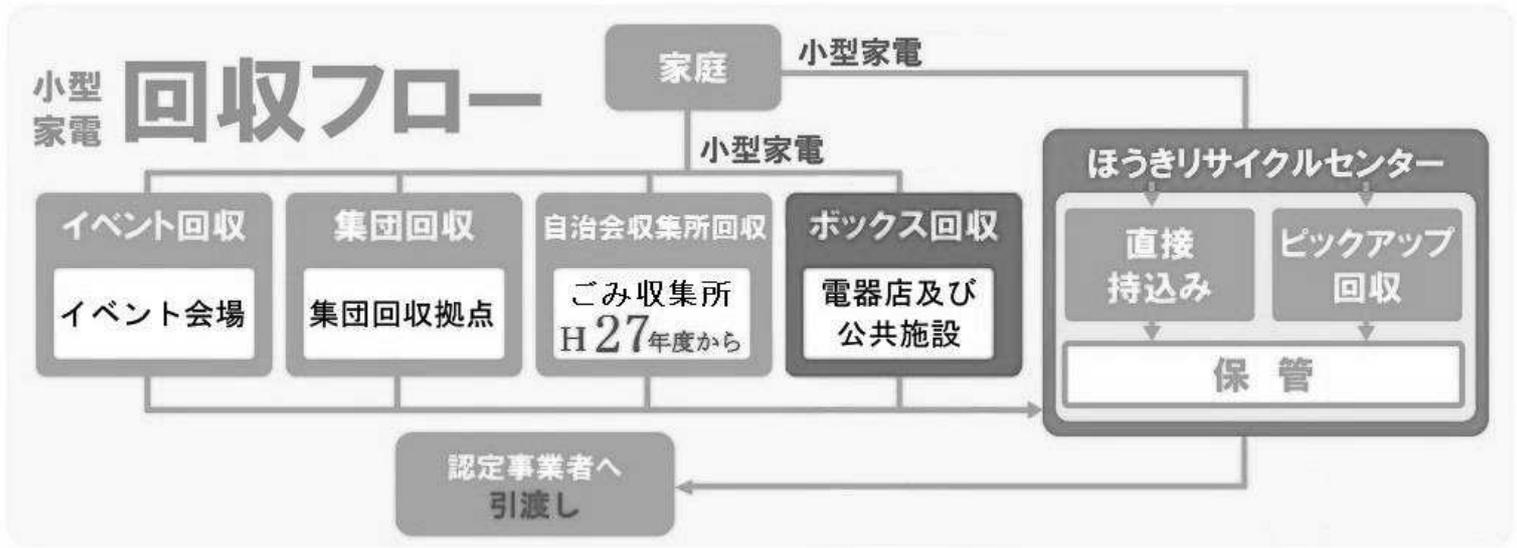 小型
家電
回収フロー
家庭
小型家電
小型家電
イベント回収
イベント会場
集団回収
集団回収拠点
自治会収集所回収
ごみ収集所
H27年度から
ボックス回収
電器店及び
公共施設
ほうきリサイクルセンター
直接
持込み
ピックアップ
回収
保管
認定事業者へ
引渡し